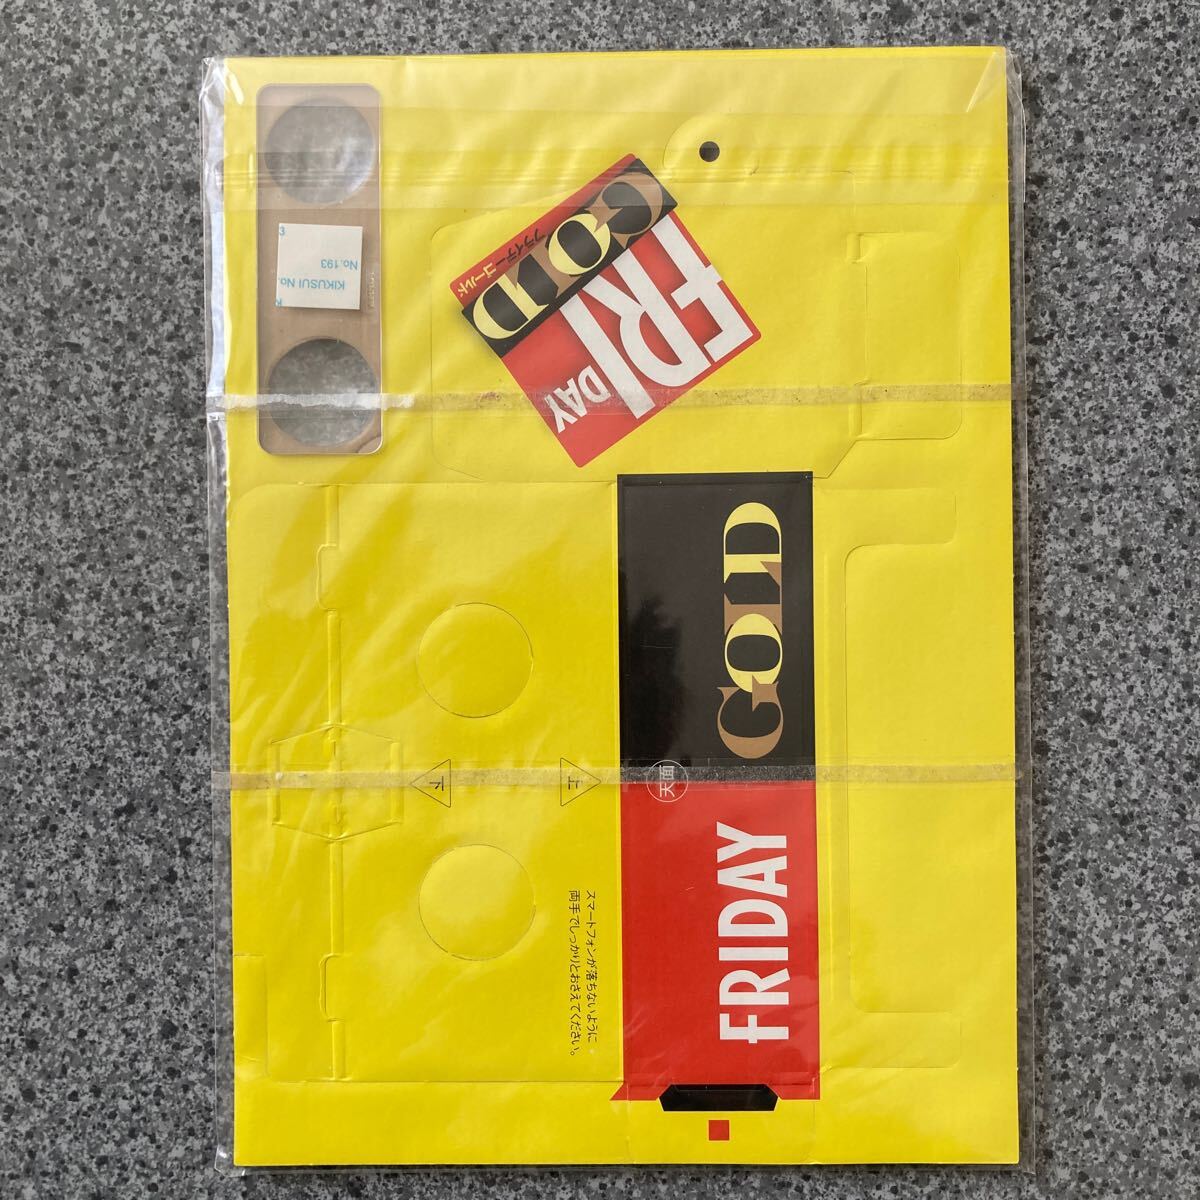 KIKUSUI No.
No.193
3
K
FRIDAY
GOLD
フライデー ゴールド
GOLD
天面
FRIDAY
上
下
スマートフォンが落ちないように
両手でしっかりとおさえてください。